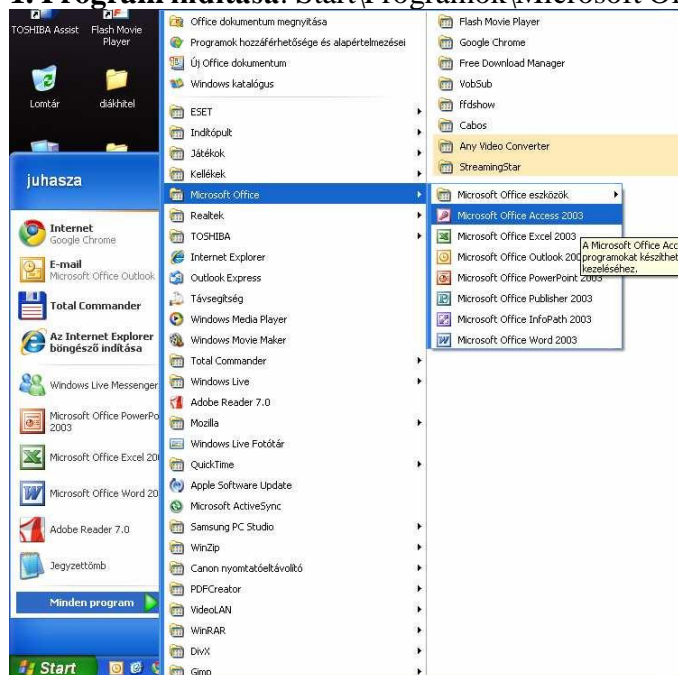 1. Program indítása: Start\Programok\Microsoft Of
TOSHIBA Assist
Flash Movie
Player
Lomtár
diákhitel
juhasza
Internet
Google Chrome
E-mail
Microsoft Office Outlook
Total Commander
Az Internet Explorer
böngésző indítása
Windows Live Messenger
Microsoft Office PowerPo
2003
Microsoft Office Excel 20
Microsoft Office Word 20
Adobe Reader 7.0
Jegyzettömb
Minden program
Start
Office dokumentum megnyitása
Programok hozzáférhetősége és alapértelmezései
Új Office dokumentum
Windows katalógus
ESET
Indítópult
Játékok
Kellékek
Microsoft Office
Realtek
TOSHIBA
Internet Explorer
Outlook Express
Távsegítség
Windows Media Player
Windows Movie Maker
Total Commander
Windows Live
Adobe Reader 7.0
Mozilla
Windows Live Fotótár
QuickTime
Apple Software Update
Microsoft ActiveSync
Samsung PC Studio
WinZip
Canon nyomtatóeltávolító
PDFCreator
VideoLAN
WinRAR
DivX
Gimp
Flash Movie Player
Google Chrome
Free Download Manager
VobSub
ffdshow
Cabos
Any Video Converter
StreamingStar
Microsoft Office eszközök
Microsoft Office Access 2003
Microsoft Office Excel 2003
Microsoft Office Outlook 200
Microsoft Office PowerPoint 2003
Microsoft Office Publisher 2003
Microsoft Office InfoPath 2003
Microsoft Office Word 2003
A Microsoft Office Acc
programokat készíthet
kezeléséhez.